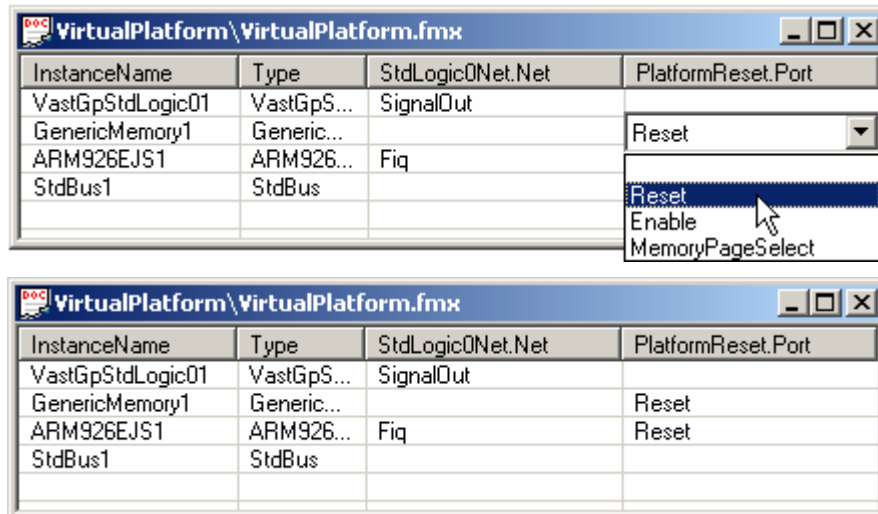 VirtualPlatform\VirtualPlatform.fmx
InstanceName Type StdLogic0Net.Net PlatformReset.Port
VastGpStdLogic01 VastGpS... SignalOut
GenericMemory1 Generic... Reset
ARM926EJS1 ARM926... Fiq
StdBus1 StdBus
Reset
Enable
MemoryPageSelect
VirtualPlatform\VirtualPlatform.fmx
InstanceName Type StdLogic0Net.Net PlatformReset.Port
VastGpStdLogic01 VastGpS... SignalOut
GenericMemory1 Generic... Reset
ARM926EJS1 ARM926... Fiq Reset
StdBus1 StdBus